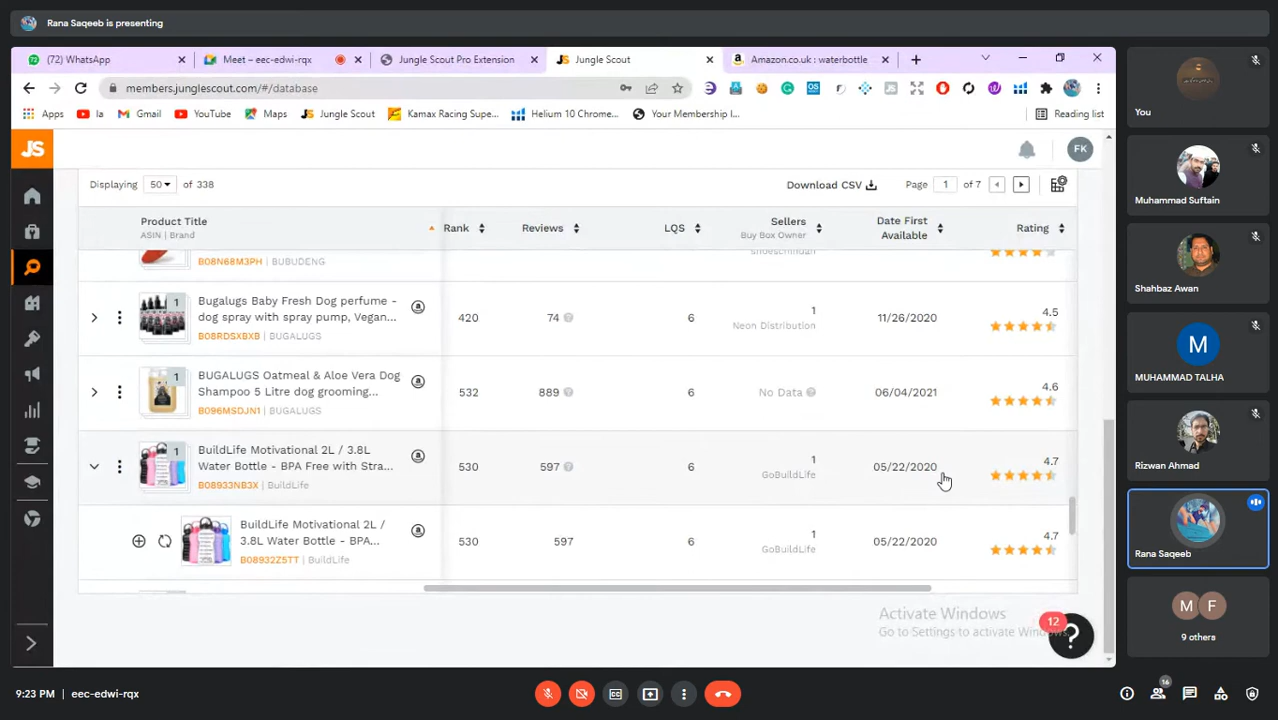 Rana Saqeeb is presenting
(72) WhatsApp
Meet – eec-edwi-rqx
Jungle Scout Pro Extension
Jungle Scout
Amazon.co.uk : waterbottle
members.junglescout.com/#/database
Apps
la
Gmail
YouTube
Maps
Jungle Scout
Kamax Racing Supe...
Helium 10 Chrome...
Your Membership I...
Reading list
JS
FK
Displaying 50 of 338
Download CSV
Page 1 of 7
Product Title
ASIN | Brand
Rank
Reviews
LQS
Sellers
Buy Box Owner
Date First
Available
Rating
B08N68M3PH | BUBUDENG
shoeschindah
1
Bugalugs Baby Fresh Dog perfume -
dog spray with spray pump, Vegan...
B08RDSXBXB | BUGALUGS
420
74
6
1
Neon Distribution
11/26/2020
4.5
1
BUGALUGS Oatmeal & Aloe Vera Dog
Shampoo 5 Litre dog grooming...
B096MSDJN1 | BUGALUGS
532
889
6
No Data
06/04/2021
4.6
1
BuildLife Motivational 2L / 3.8L
Water Bottle - BPA Free with Stra...
B08933NB3X | BuildLife
530
597
6
1
GoBuildLife
05/22/2020
4.7
BuildLife Motivational 2L /
3.8L Water Bottle - BPA...
B08932Z5TT | BuildLife
530
597
6
1
GoBuildLife
05/22/2020
4.7
Activate Windows
Go to Settings to activate Windows.
12
?
You
Muhammad Suftain
Shahbaz Awan
M
MUHAMMAD TALHA
Rizwan Ahmad
Rana Saqeeb
M
F
9 others
9:23 PM
eec-edwi-rqx
16